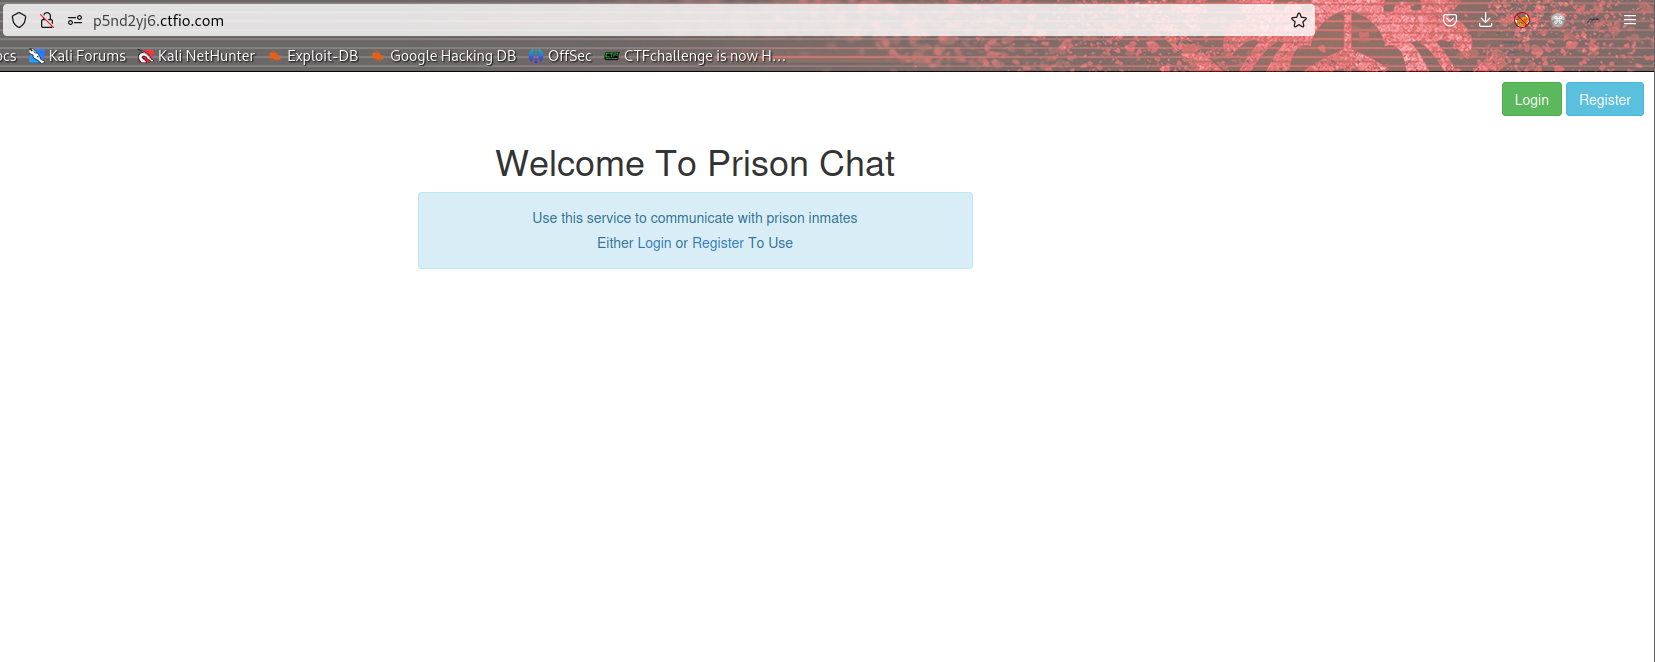 p5nd2yj6.ctfio.com
ocs Kali Forums Kali NetHunter Exploit-DB Google Hacking DB OffSec CTFchallenge is now H...
Login Register
Welcome To Prison Chat
Use this service to communicate with prison inmates
Either Login or Register To Use